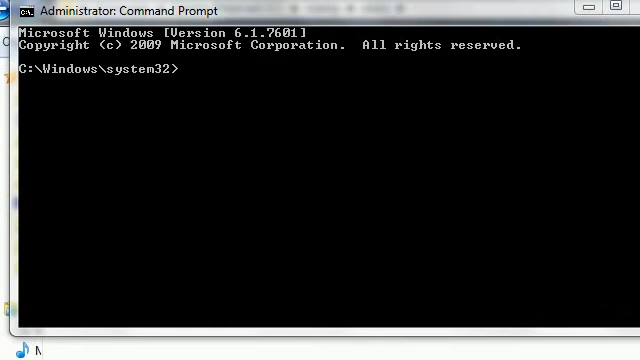 Administrator: Command Prompt
Microsoft Windows [Version 6.1.7601]
Copyright (c) 2009 Microsoft Corporation.  All rights reserved.
C:\Windows\system32>